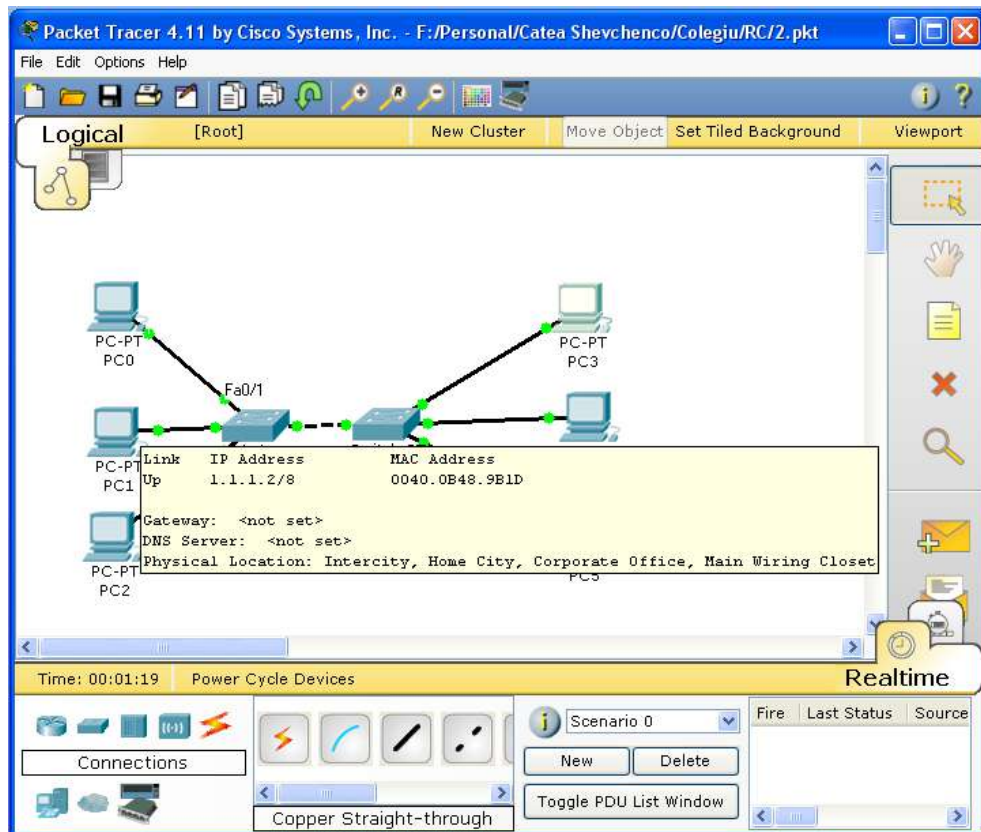 Packet Tracer 4.11 by Cisco Systems, Inc. - F:/Personal/Catea Shevchenco/Colegiu/RC/2.pkt
File Edit Options Help
Logical [Root] New Cluster Move Object Set Tiled Background Viewport
PC-PT
PC0
PC-PT
PC3
Fa0/1
PC-PT
PC1
Link IP Address MAC Address
Up 1.1.1.2/8 0040.0B48.9B1D
Gateway: <not set>
DNS Server: <not set>
Physical Location: Intercity, Home City, Corporate Office, Main Wiring Closet
PC-PT
PC2
PC5
Time: 00:01:19 Power Cycle Devices Realtime
Connections
Copper Straight-through
Scenario 0
New Delete
Toggle PDU List Window
Fire Last Status Source